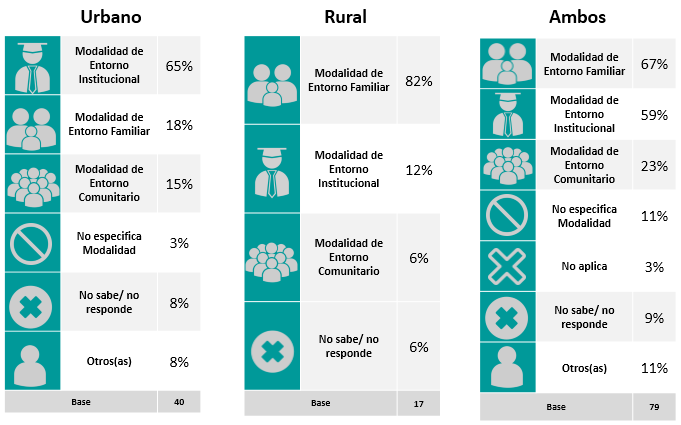 Urbano
Modalidad de
Entorno
Institucional
65%
Modalidad de
Entorno Familiar
18%
Modalidad de
Entorno
Comunitario
15%
No especifica
Modalidad
3%
No sabe/ no
responde
8%
Otros(as)
8%
Base
40
Rural
Modalidad de
Entorno Familiar
82%
Modalidad de
Entorno
Institucional
12%
Modalidad de
Entorno
Comunitario
6%
No sabe/ no
responde
6%
Base
17
Ambos
Modalidad de
Entorno Familiar
67%
Modalidad de
Entorno
Institucional
59%
Modalidad de
Entorno
Comunitario
23%
No especifica
Modalidad
11%
No aplica
3%
No sabe/ no
responde
9%
Otros(as)
11%
Base
79